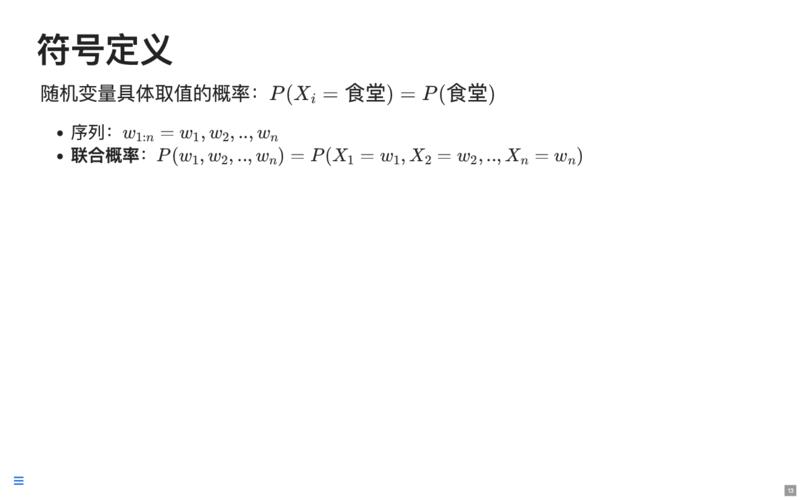 符号定义
随机变量具体取值的概率：P(X_i = 食堂) = P(食堂)
• 序列：w_{1:n} = w_1, w_2, .., w_n
• 联合概率：P(w_1, w_2, .., w_n) = P(X_1 = w_1, X_2 = w_2, .., X_n = w_n)
13